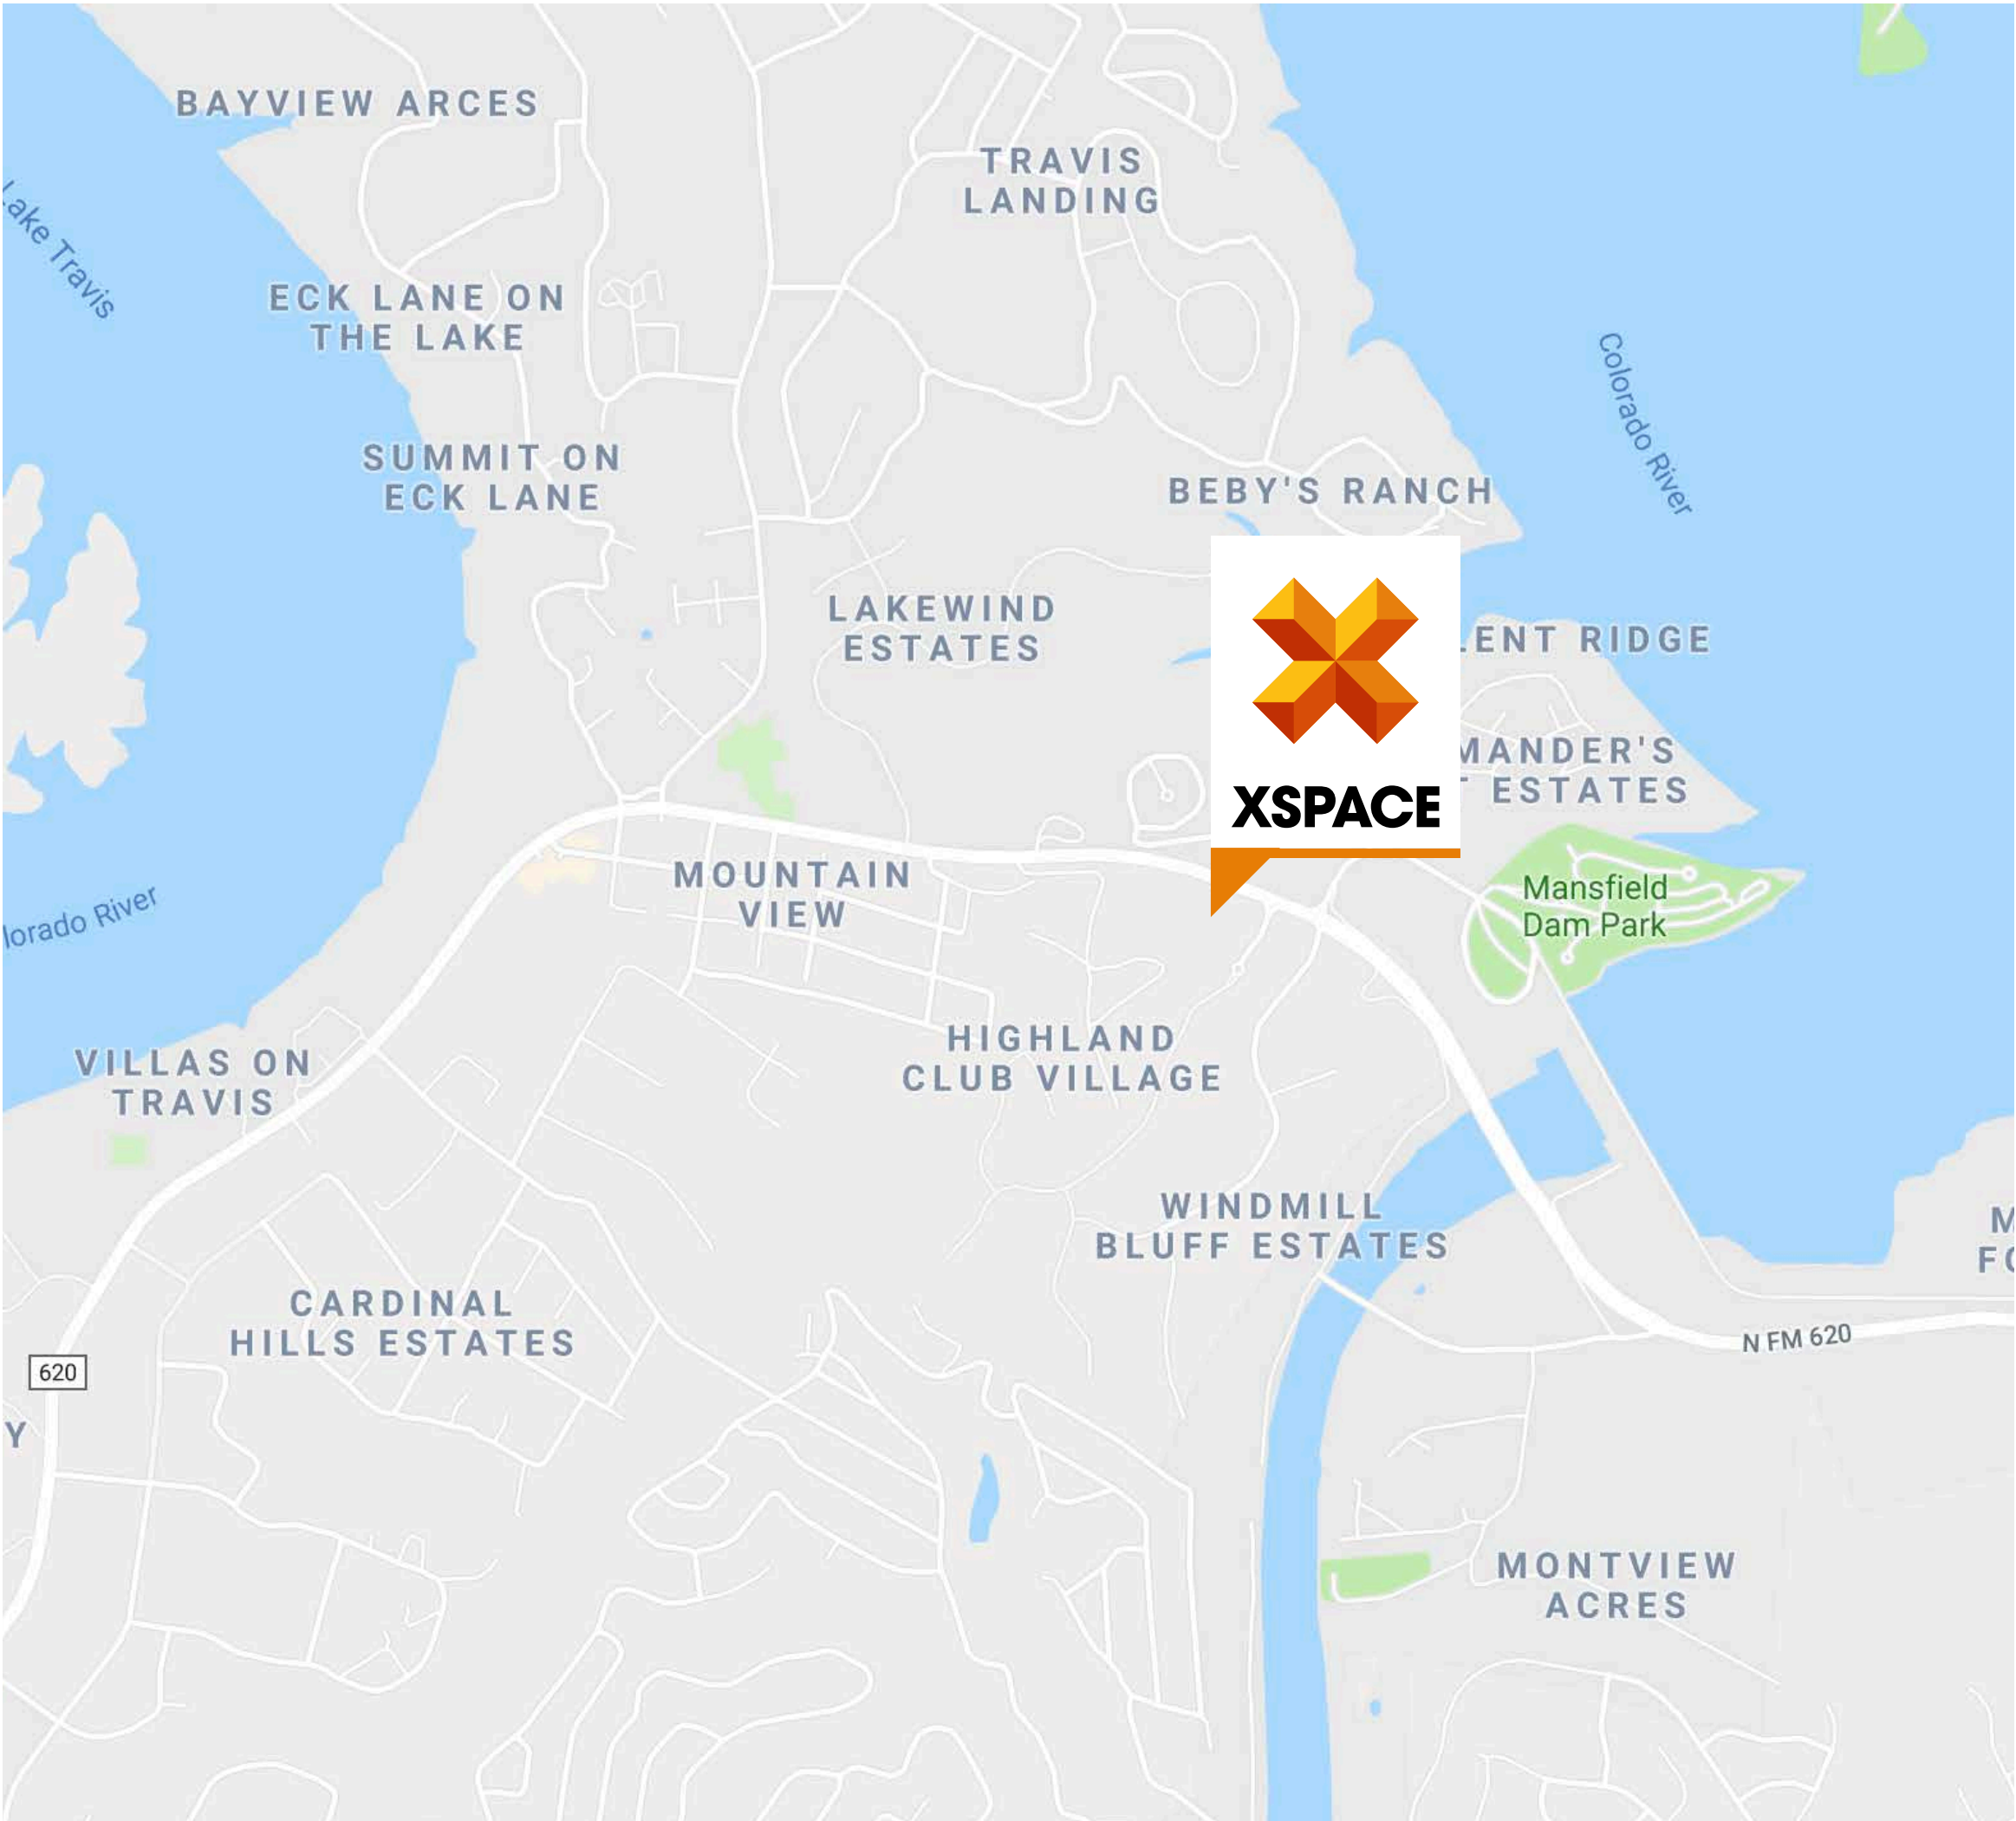 BAYVIEW ARCES
TRAVIS
LANDING
Lake Travis
ECK LANE ON
THE LAKE
Colorado River
SUMMIT ON
ECK LANE
BEBY'S RANCH
LAKEWIND
ESTATES
LENT RIDGE
MANDER'S
ESTATES
XSPACE
MOUNTAIN
VIEW
Mansfield
Dam Park
lorado River
HIGHLAND
CLUB VILLAGE
VILLAS ON
TRAVIS
WINDMILL
BLUFF ESTATES
M
FO
CARDINAL
HILLS ESTATES
N FM 620
620
Y
MONTVIEW
ACRES